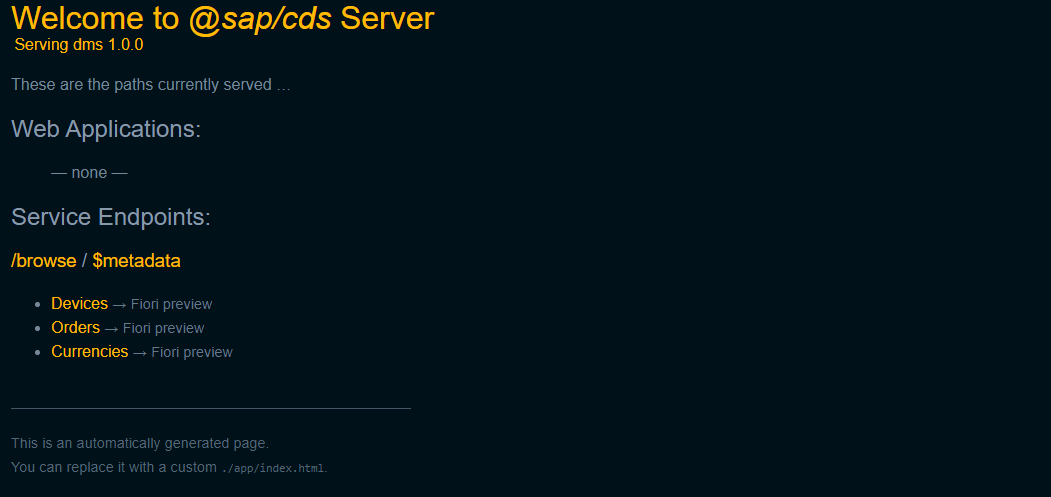 Welcome to @sap/cds Server
Serving dms 1.0.0
These are the paths currently served …
Web Applications:
— none —
Service Endpoints:
/browse / $metadata
Devices → Fiori preview
Orders → Fiori preview
Currencies → Fiori preview
This is an automatically generated page.
You can replace it with a custom ./app/index.html.